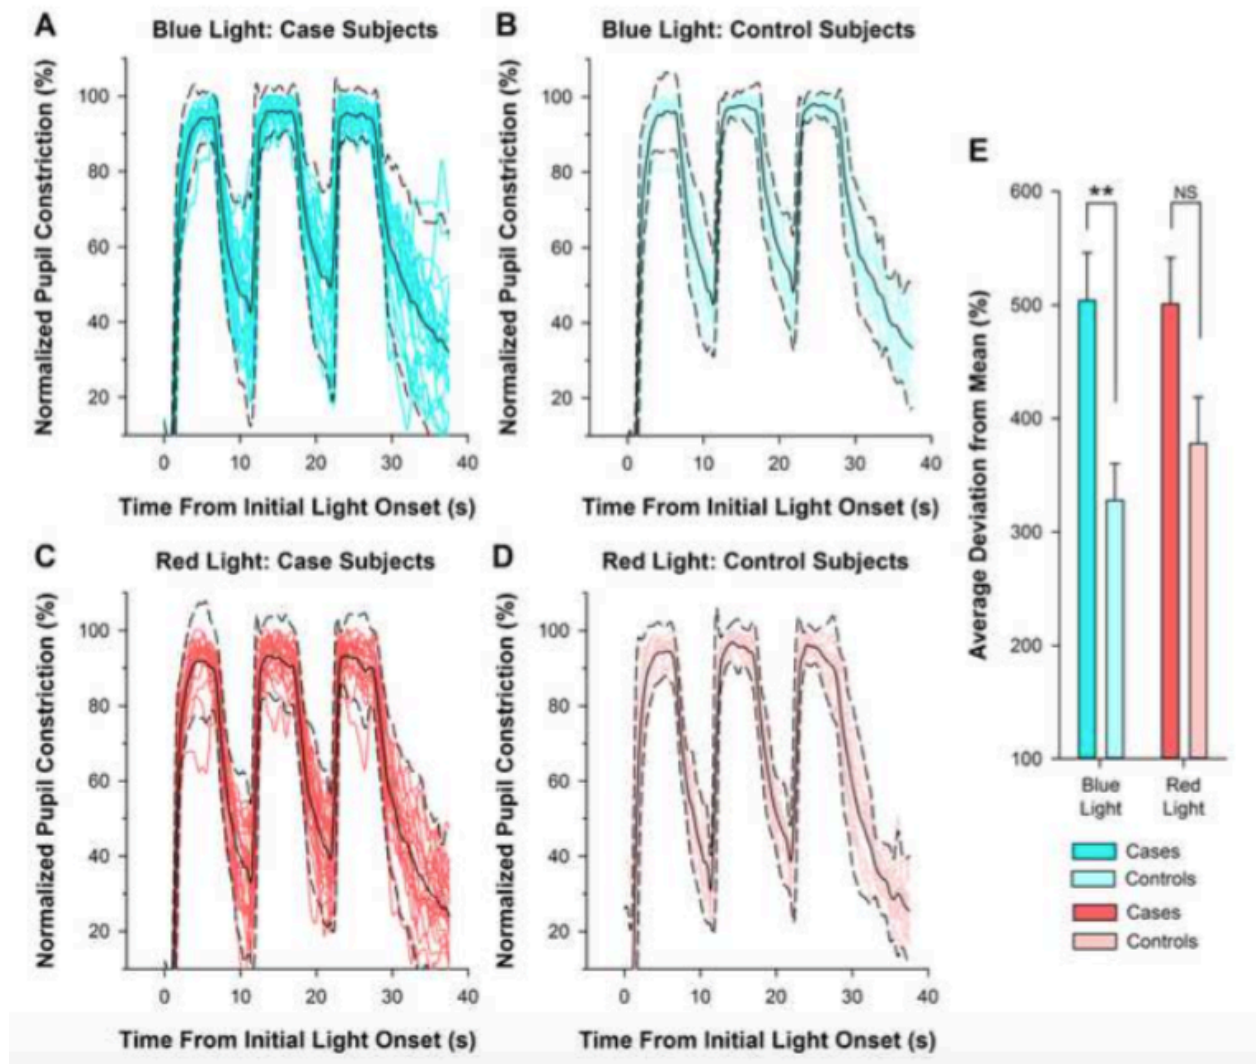 A
Blue Light: Case Subjects
Normalized Pupil Constriction (%)
100
80
60
40
20
0 10 20 30 40
Time From Initial Light Onset (s)
B
Blue Light: Control Subjects
Normalized Pupil Constriction (%)
100
80
60
40
20
0 10 20 30 40
Time From Initial Light Onset (s)
C
Red Light: Case Subjects
Normalized Pupil Constriction (%)
100
80
60
40
20
0 10 20 30 40
Time From Initial Light Onset (s)
D
Red Light: Control Subjects
Normalized Pupil Constriction (%)
100
80
60
40
20
0 10 20 30 40
Time From Initial Light Onset (s)
E
Average Deviation from Mean (%)
600
500
400
300
200
100
** NS
Blue Red
Light Light
Cases
Controls
Cases
Controls